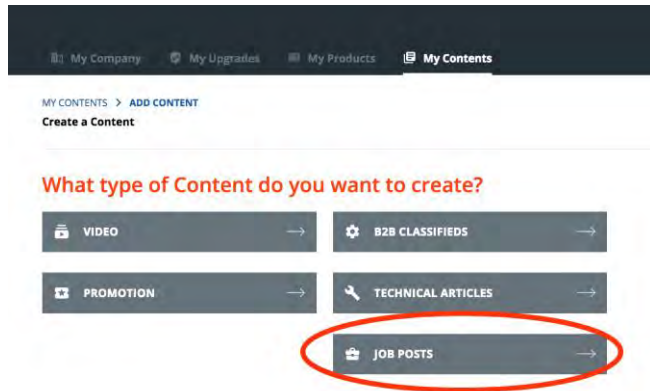 My Company My Upgrades My Products My Contents
MY CONTENTS > ADD CONTENT
Create a Content
What type of Content do you want to create?
VIDEO → B2B CLASSIFIEDS →
PROMOTION → TECHNICAL ARTICLES →
JOB POSTS →